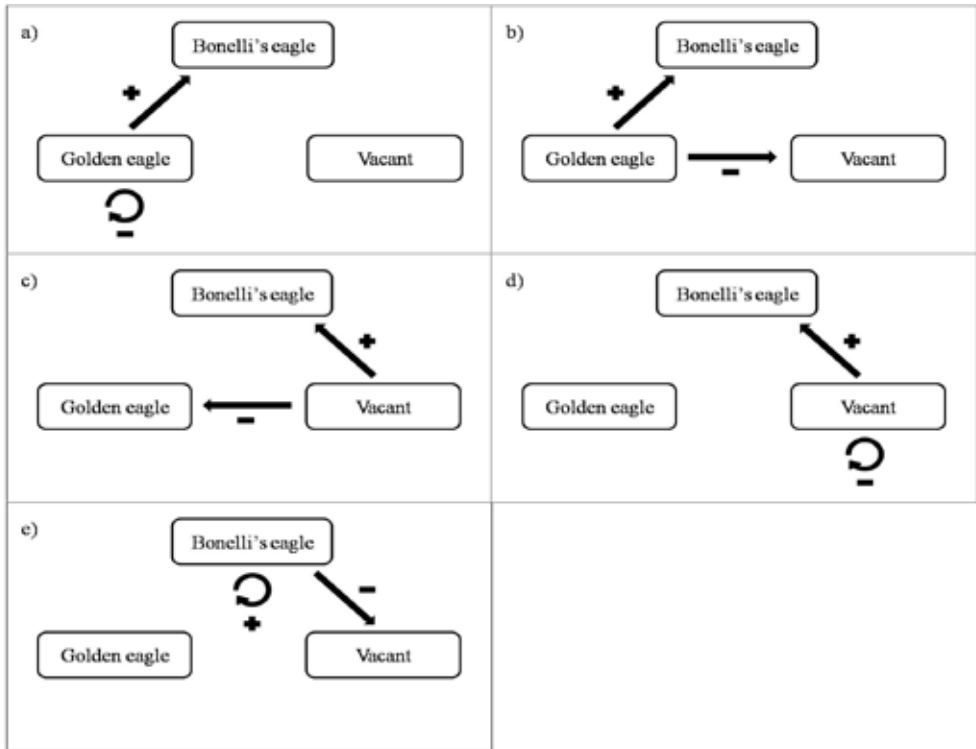 a)
Bonelli's eagle
+
Golden eagle
Vacant
-
b)
Bonelli's eagle
+
Golden eagle
-
Vacant
c)
Bonelli's eagle
+
Golden eagle
-
Vacant
d)
Bonelli's eagle
+
Golden eagle
Vacant
-
e)
Bonelli's eagle
-
+
Golden eagle
Vacant